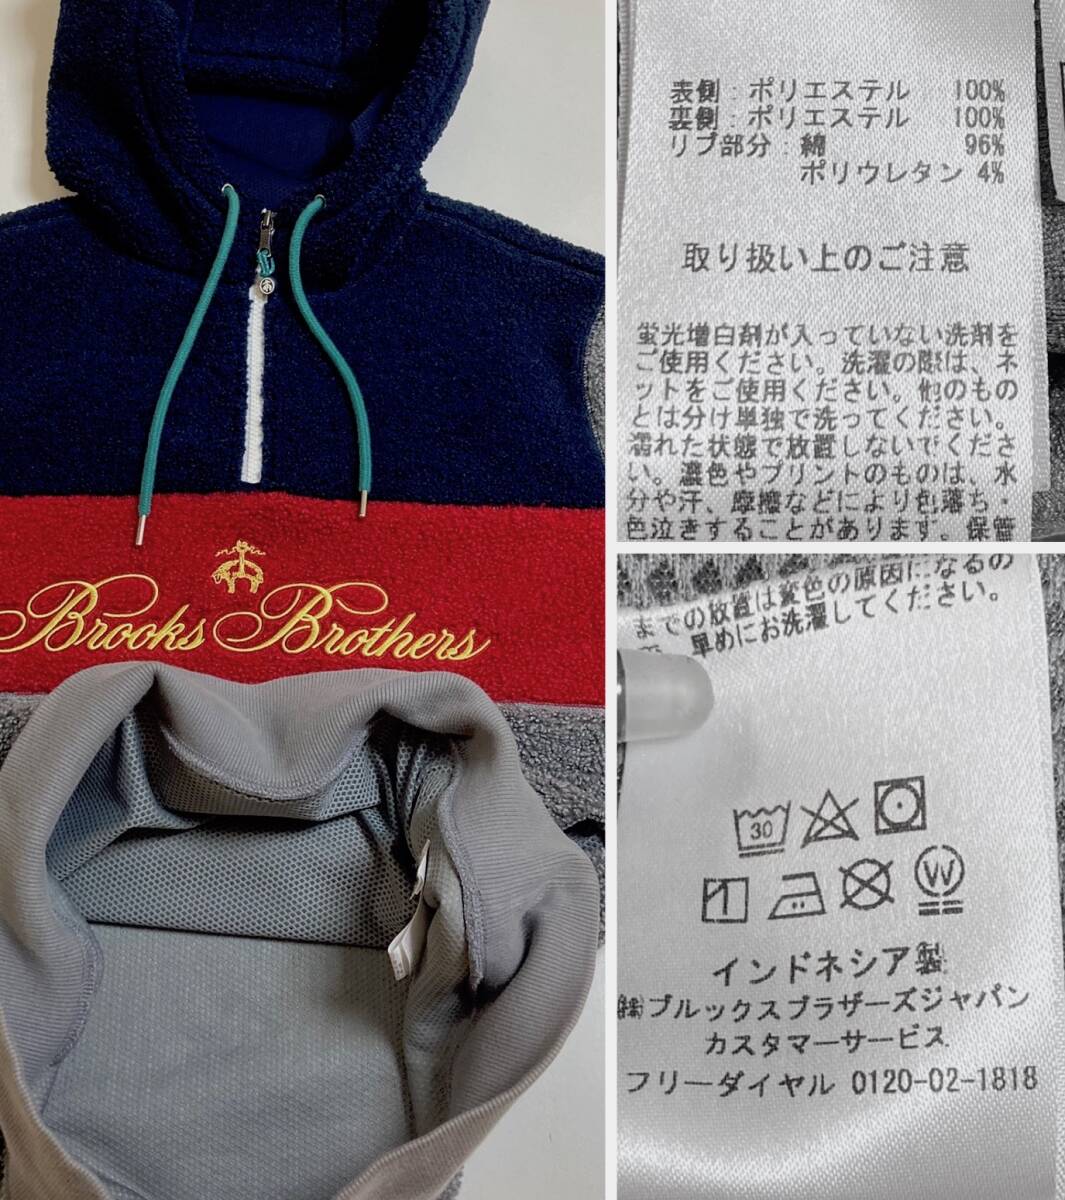 Brooks Brothers
表側：ポリエステル 100%
裏側：ポリエステル 100%
リブ部分：綿 96%
ポリウレタン 4%
取り扱い上のご注意
蛍光増白剤が入っていない洗剤を
ご使用ください。洗濯の際は、ネ
ットをご使用ください。他のもの
とは分け単独で洗ってください。
濡れた状態で放置しないでくださ
い。濃色やプリントのものは、水
分や汗、摩擦などにより色落ち・
色泣きすることがあります。保管
までの放置は変色の原因になるの
早めにお洗濯してください。
30
W
インドネシア製
㈱ブルックスブラザーズジャパン
カスタマーサービス
フリーダイヤル 0120-02-1818